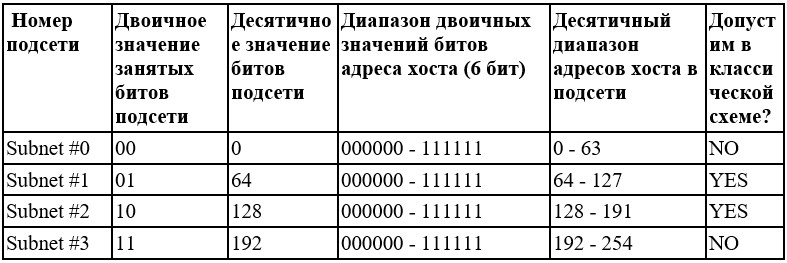 Номер подсети
Двоичное значение занятых битов подсети
Десятичное значение битов подсети
Диапазон двоичных значений битов адреса хоста (6 бит)
Десятичный диапазон адресов хоста в подсети
Допустим в классической схеме?
Subnet #0 00 0 000000 - 111111 0 - 63 NO
Subnet #1 01 64 000000 - 111111 64 - 127 YES
Subnet #2 10 128 000000 - 111111 128 - 191 YES
Subnet #3 11 192 000000 - 111111 192 - 254 NO